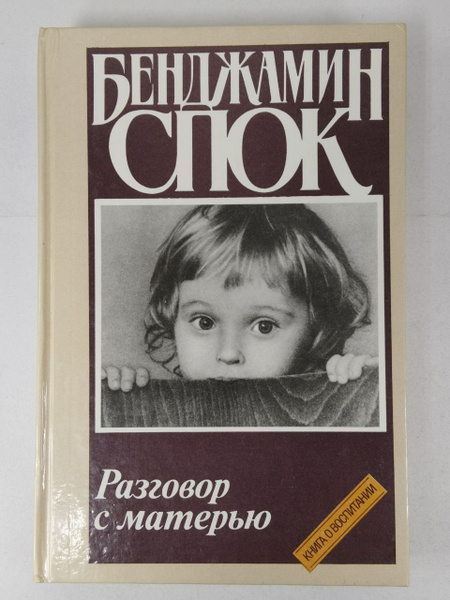 БЕНДЖАМИН
СПОК
Разговор
с матерью
КНИГА О ВОСПИТАНИИ